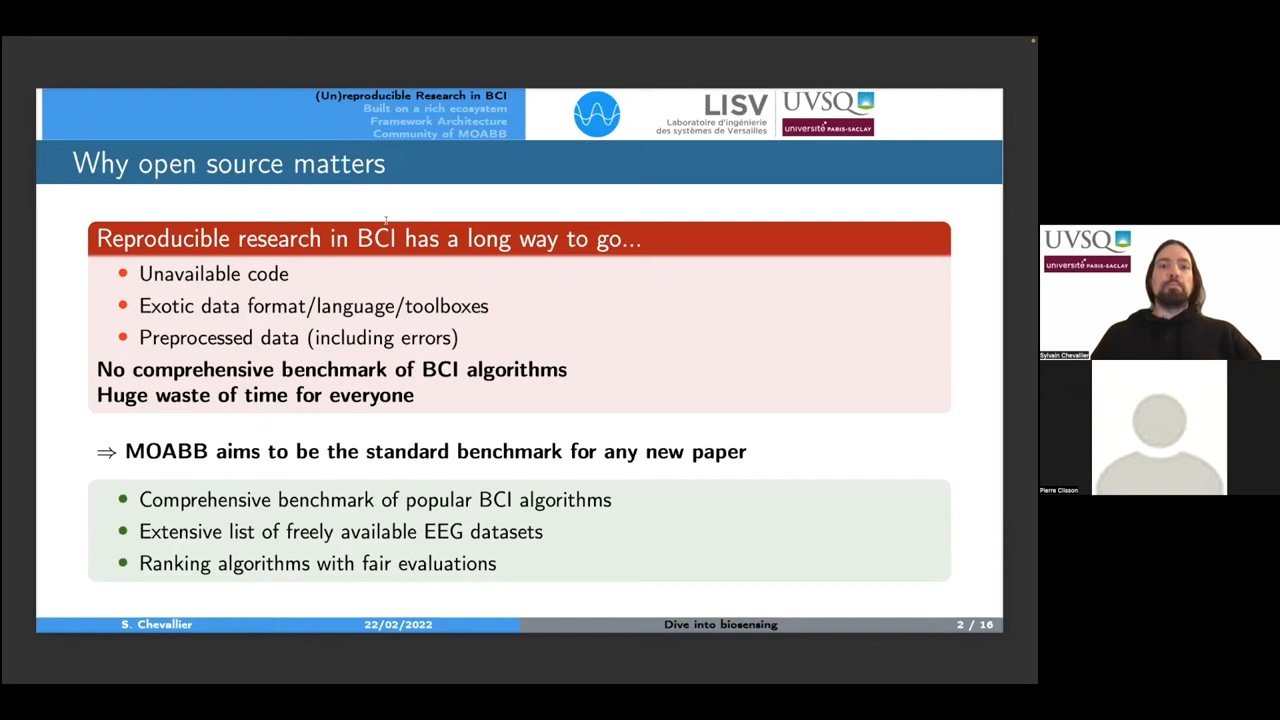 (Un)reproducible Research in BCI
Built on a rich ecosystem
Framework Architecture
Community of MOABB
LISV
Laboratoire d'ingénierie
des systèmes de Versailles
UVSQ
université PARIS-SACLAY
Why open source matters
Reproducible research in BCI has a long way to go...
• Unavailable code
• Exotic data format/language/toolboxes
• Preprocessed data (including errors)
No comprehensive benchmark of BCI algorithms
Huge waste of time for everyone
⇒ MOABB aims to be the standard benchmark for any new paper
• Comprehensive benchmark of popular BCI algorithms
• Extensive list of freely available EEG datasets
• Ranking algorithms with fair evaluations
S. Chevallier
22/02/2022
Dive into biosensing
2 / 16
UVSQ
université PARIS-SACLAY
Sylvain Chevallier
Pierre Clisson